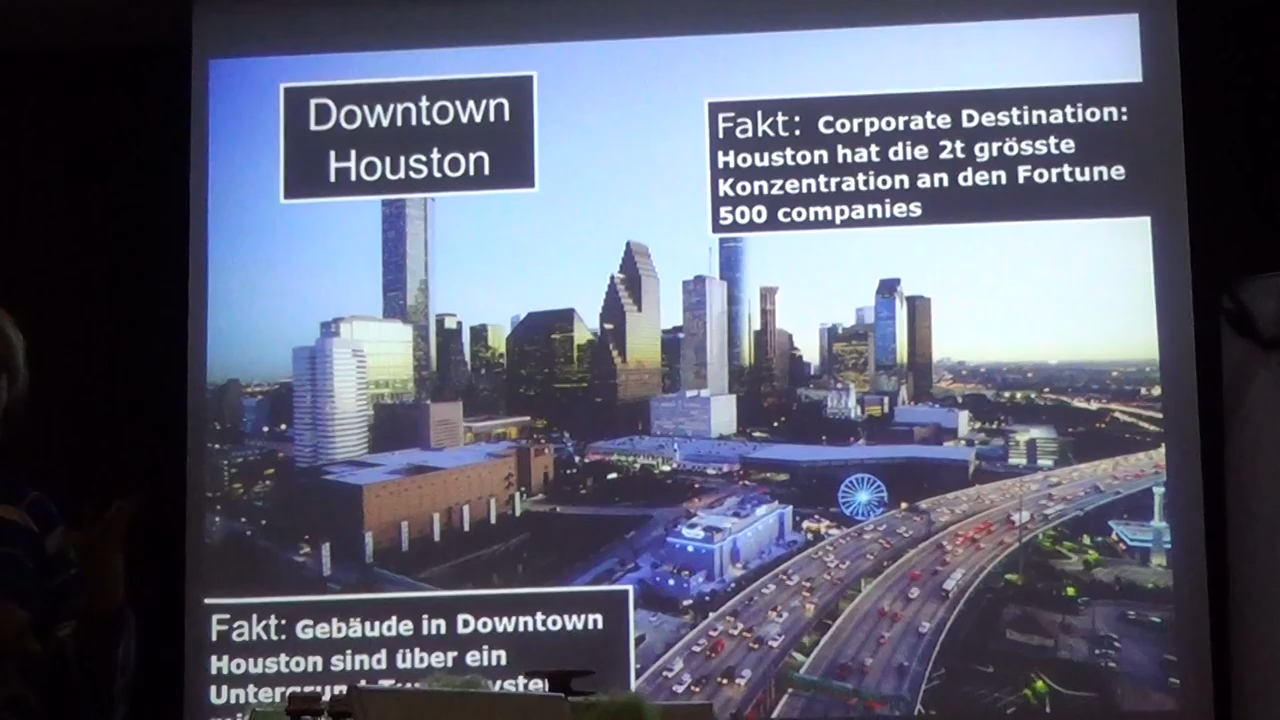 Downtown
Houston
Fakt: Corporate Destination:
Houston hat die 2t grösste
Konzentration an den Fortune
500 companies
Fakt: Gebäude in Downtown
Houston sind über ein